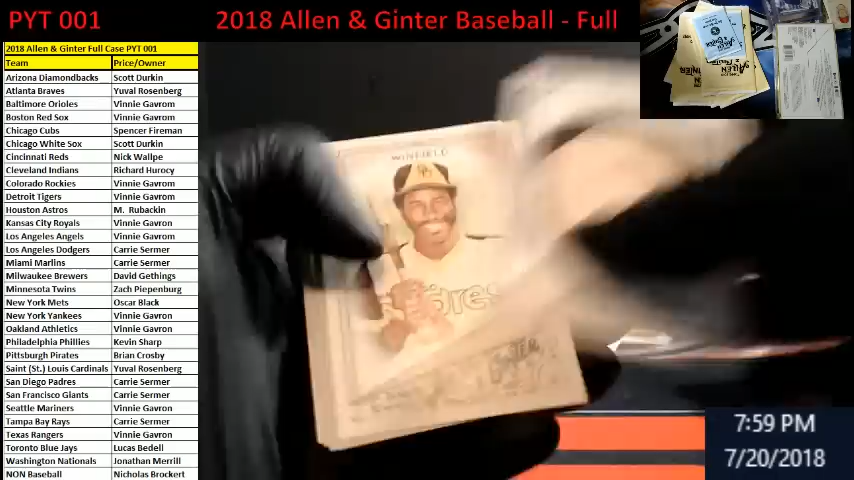 PYT 001
2018 Allen & Ginter Baseball - Full
2018 Allen & Ginter Full Case PYT 001
Team Price/Owner
Arizona Diamondbacks Scott Durkin
Atlanta Braves Yuval Rosenberg
Baltimore Orioles Vinnie Gavrom
Boston Red Sox Vinnie Gavrom
Chicago Cubs Spencer Fireman
Chicago White Sox Scott Durkin
Cincinnati Reds Nick Wallpe
Cleveland Indians Richard Hurocy
Colorado Rockies Vinnie Gavrom
Detroit Tigers Vinnie Gavrom
Houston Astros M. Rubackin
Kansas City Royals Vinnie Gavron
Los Angeles Angels Vinnie Gavrom
Los Angeles Dodgers Carrie Sermer
Miami Marlins Carrie Sermer
Milwaukee Brewers David Gethings
Minnesota Twins Zach Piepenburg
New York Mets Oscar Black
New York Yankees Vinnie Gavron
Oakland Athletics Vinnie Gavron
Philadelphia Phillies Kevin Sharp
Pittsburgh Pirates Brian Crosby
Saint (St.) Louis Cardinals Yuval Rosenberg
San Diego Padres Carrie Sermer
San Francisco Giants Carrie Sermer
Seattle Mariners Vinnie Gavron
Tampa Bay Rays Carrie Sermer
Texas Rangers Vinnie Gavron
Toronto Blue Jays Lucas Bedell
Washington Nationals Jonathan Merrill
NON Baseball Nicholas Brockert
WINFIELD
dres
7:59 PM
7/20/2018